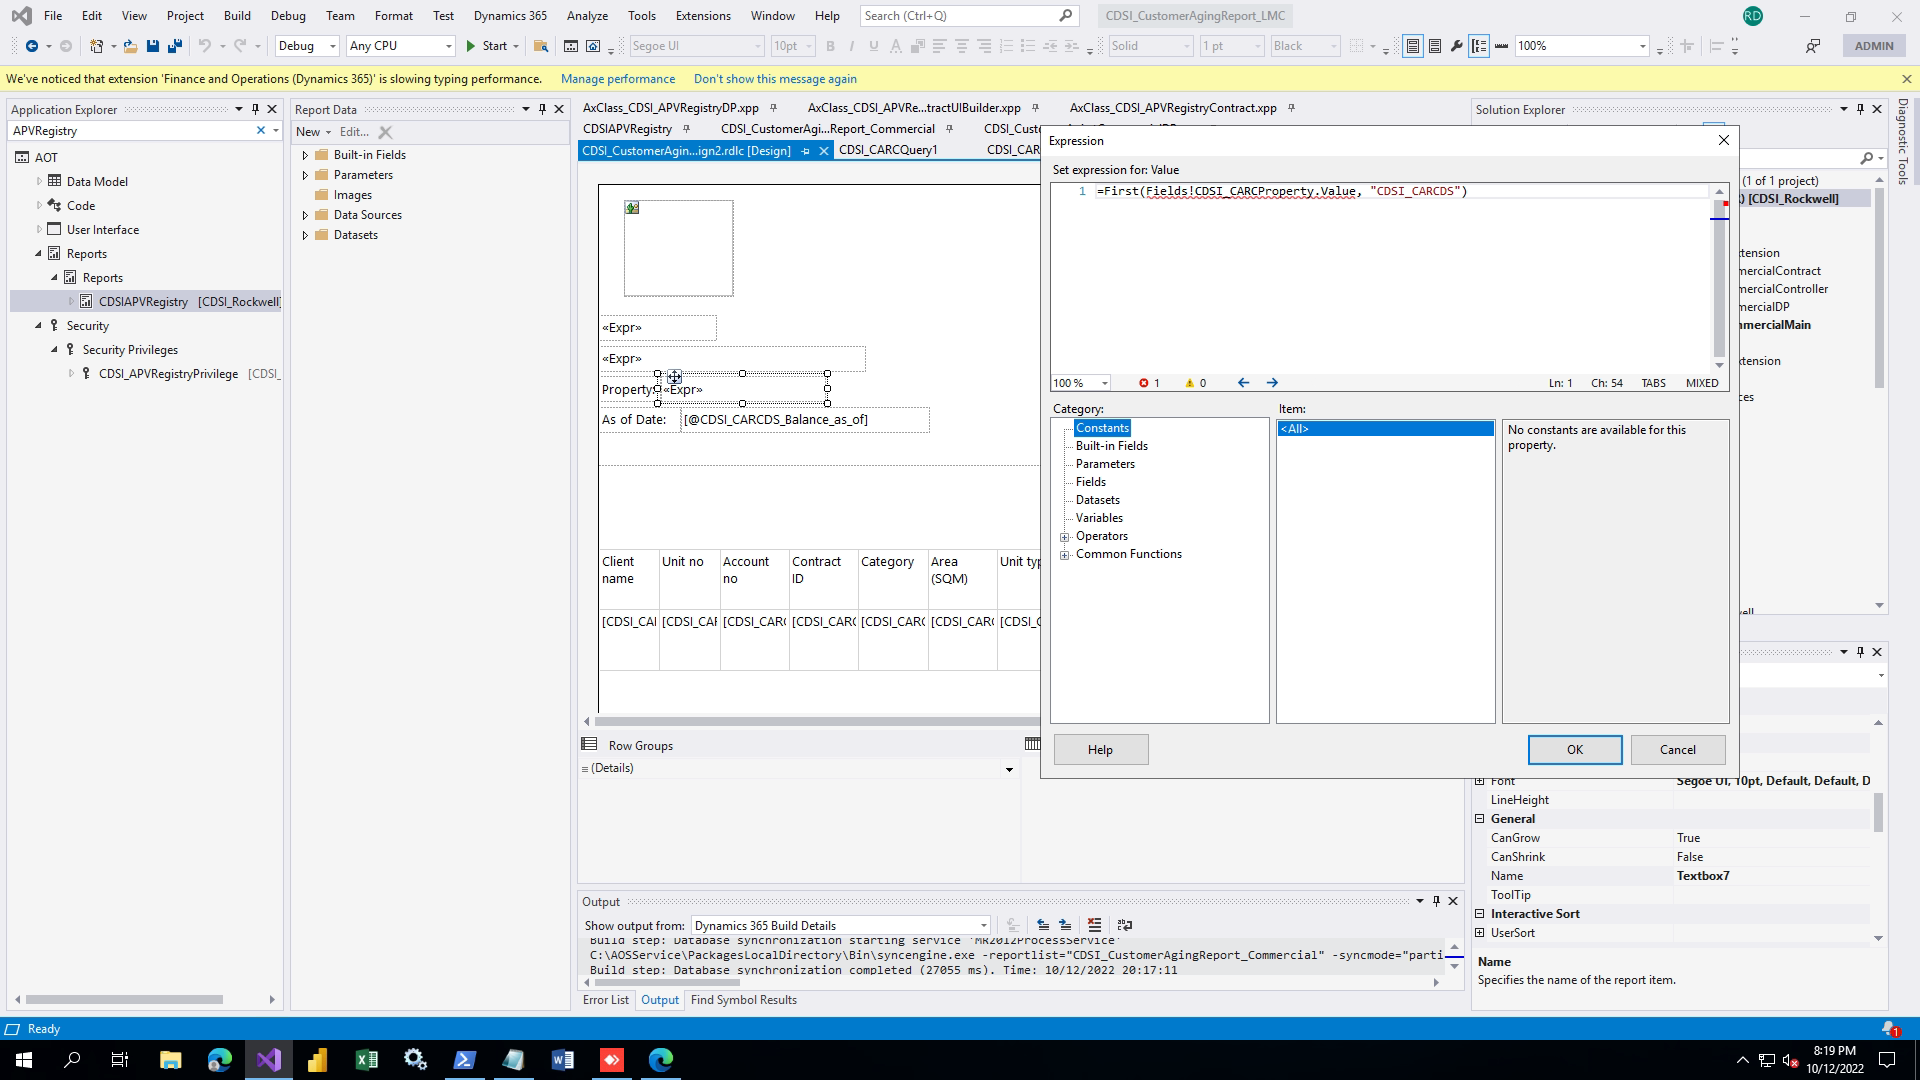 File Edit View Project Build Debug Team Format Test Dynamics 365 Analyze Tools Extensions Window Help Search (Ctrl+Q) CDSI_CustomerAgingReport_LMC RD
Debug Any CPU Start Segoe UI 10pt B I U Solid 1 pt Black 100% ADMIN
We've noticed that extension 'Finance and Operations (Dynamics 365)' is slowing typing performance. Manage performance Don't show this message again
Application Explorer
APVRegistry
AOT
Data Model
Code
User Interface
Reports
Reports
CDSIAPVRegistry [CDSI_Rockwell]
Security
Security Privileges
CDSI_APVRegistryPrivilege [CDSI_
Report Data
New Edit...
Built-in Fields
Parameters
Images
Data Sources
Datasets
AxClass_CDSI_APVRegistryDP.xpp AxClass_CDSI_APVRe...tractUIBuilder.xpp AxClass_CDSI_APVRegistryContract.xpp
CDSIAPVRegistry CDSI_CustomerAgi...Report_Commercial
CDSI_CustomerAgin...ign2.rdlc [Design] CDSI_CARCQuery1 CDSI_CAR
«Expr»
«Expr»
Property: «Expr»
As of Date: [@CDSI_CARCDS_Balance_as_of]
Client name Unit no Account no Contract ID Category Area (SQM) Unit typ
[CDSI_CA [CDSI_CAR [CDSI_CARC [CDSI_CARC [CDSI_CARC [CDSI_CARC [CDSI_C
Row Groups
(Details)
Expression
Set expression for: Value
1 =First(Fields!CDSI_CARCProperty.Value, "CDSI_CARCDS")
100 % 1 0 Ln: 1 Ch: 54 TABS MIXED
Category: Item:
Constants
Built-in Fields
Parameters
Fields
Datasets
Variables
Operators
Common Functions
<All>
No constants are available for this
property.
Help OK Cancel
Solution Explorer
(1 of 1 project)
[CDSI_Rockwell]
tension
mercialContract
mercialController
mercialDP
mercialMain
tension
ces
Diagnostic Tools
Font Segoe UI, 10pt, Default, Default, D
LineHeight
General
CanGrow True
CanShrink False
Name Textbox7
ToolTip
Interactive Sort
UserSort
Name
Specifies the name of the report item.
Output
Show output from: Dynamics 365 Build Details
Build step: Database synchronization starting service 'MR2012ProcessService'
C:\AOSService\PackagesLocalDirectory\Bin\syncengine.exe -reportlist="CDSI_CustomerAgingReport_Commercial" -syncmode="parti
Build step: Database synchronization completed (27055 ms). Time: 10/12/2022 20:17:11
Error List Output Find Symbol Results
Ready 1
8:19 PM
10/12/2022